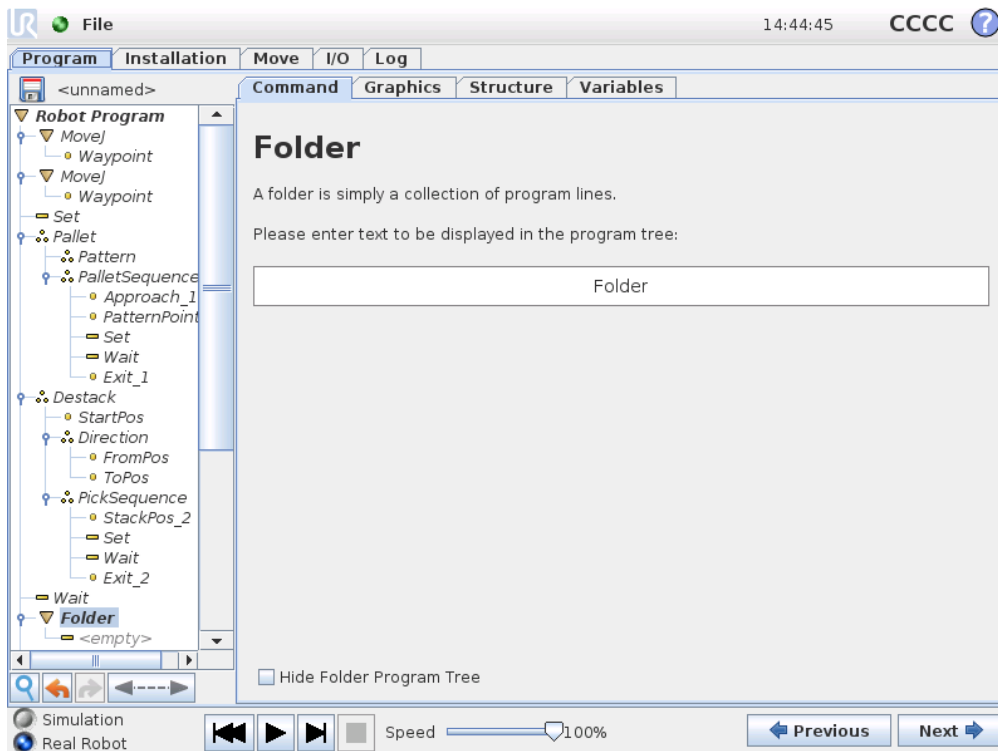 UR File 14:44:45 CCCC ?
Program Installation Move I/O Log
<unnamed> Command Graphics Structure Variables
Robot Program
MoveJ
Waypoint
MoveJ
Waypoint
Set
Pallet
Pattern
PalletSequence
Approach_1
PatternPoint
Set
Wait
Exit_1
Destack
StartPos
Direction
FromPos
ToPos
PickSequence
StackPos_2
Set
Wait
Exit_2
Wait
Folder
<empty>
Folder
A folder is simply a collection of program lines.
Please enter text to be displayed in the program tree:
Folder
Hide Folder Program Tree
Simulation
Real Robot
Speed 100%
Previous Next